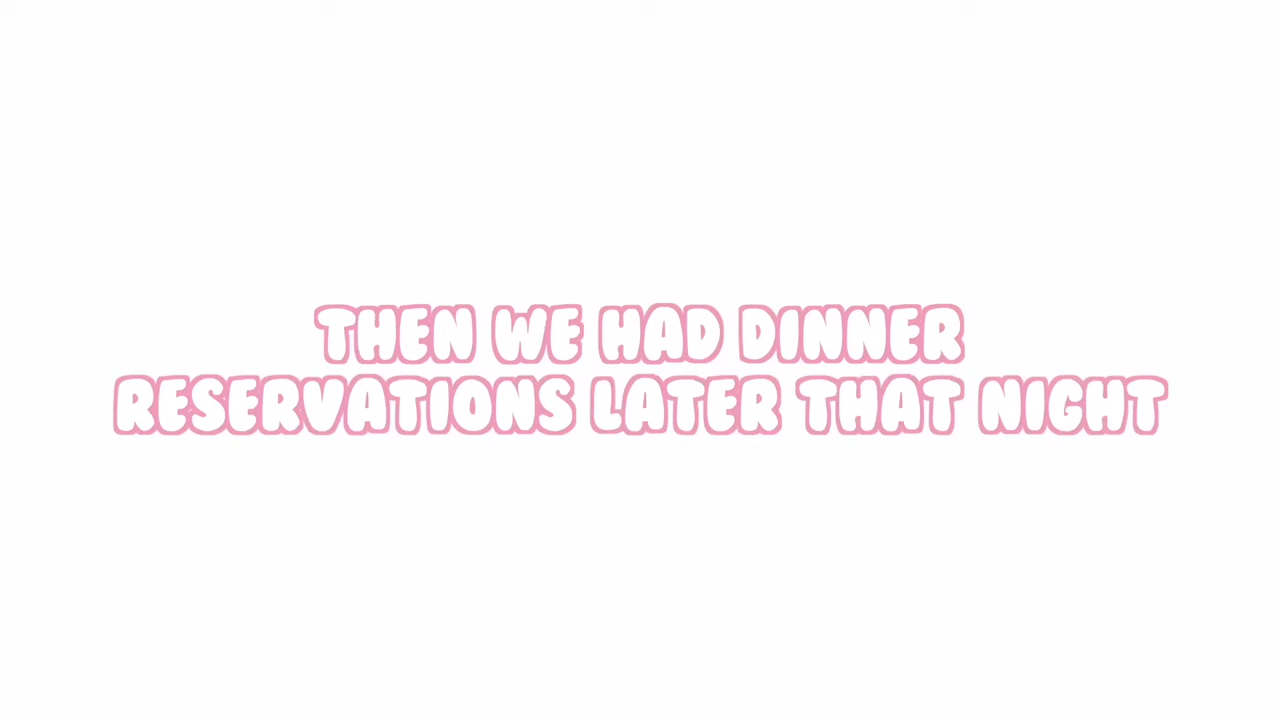 THEN WE HAD DINNER
RESERVATIONS LATER THAT NIGHT